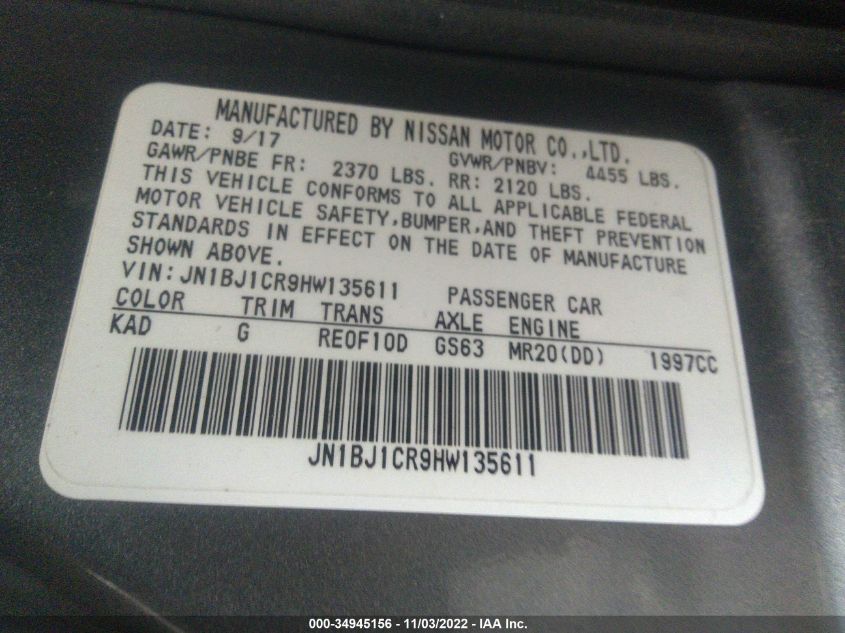 MANUFACTURED BY NISSAN MOTOR CO.,LTD.
DATE: 9/17 GVWR/PNBV: 4455 LBS.
GAWR/PNBE FR: 2370 LBS. RR: 2120 LBS.
THIS VEHICLE CONFORMS TO ALL APPLICABLE FEDERAL
MOTOR VEHICLE SAFETY,BUMPER,AND THEFT PREVENTION
STANDARDS IN EFFECT ON THE DATE OF MANUFACTURE
SHOWN ABOVE.
VIN:JN1BJ1CR9HW135611 PASSENGER CAR
COLOR TRIM TRANS AXLE ENGINE
KAD G RE0F10D GS63 MR20(DD) 1997CC
JN1BJ1CR9HW135611
000-34945156 - 11/03/2022 - IAA Inc.